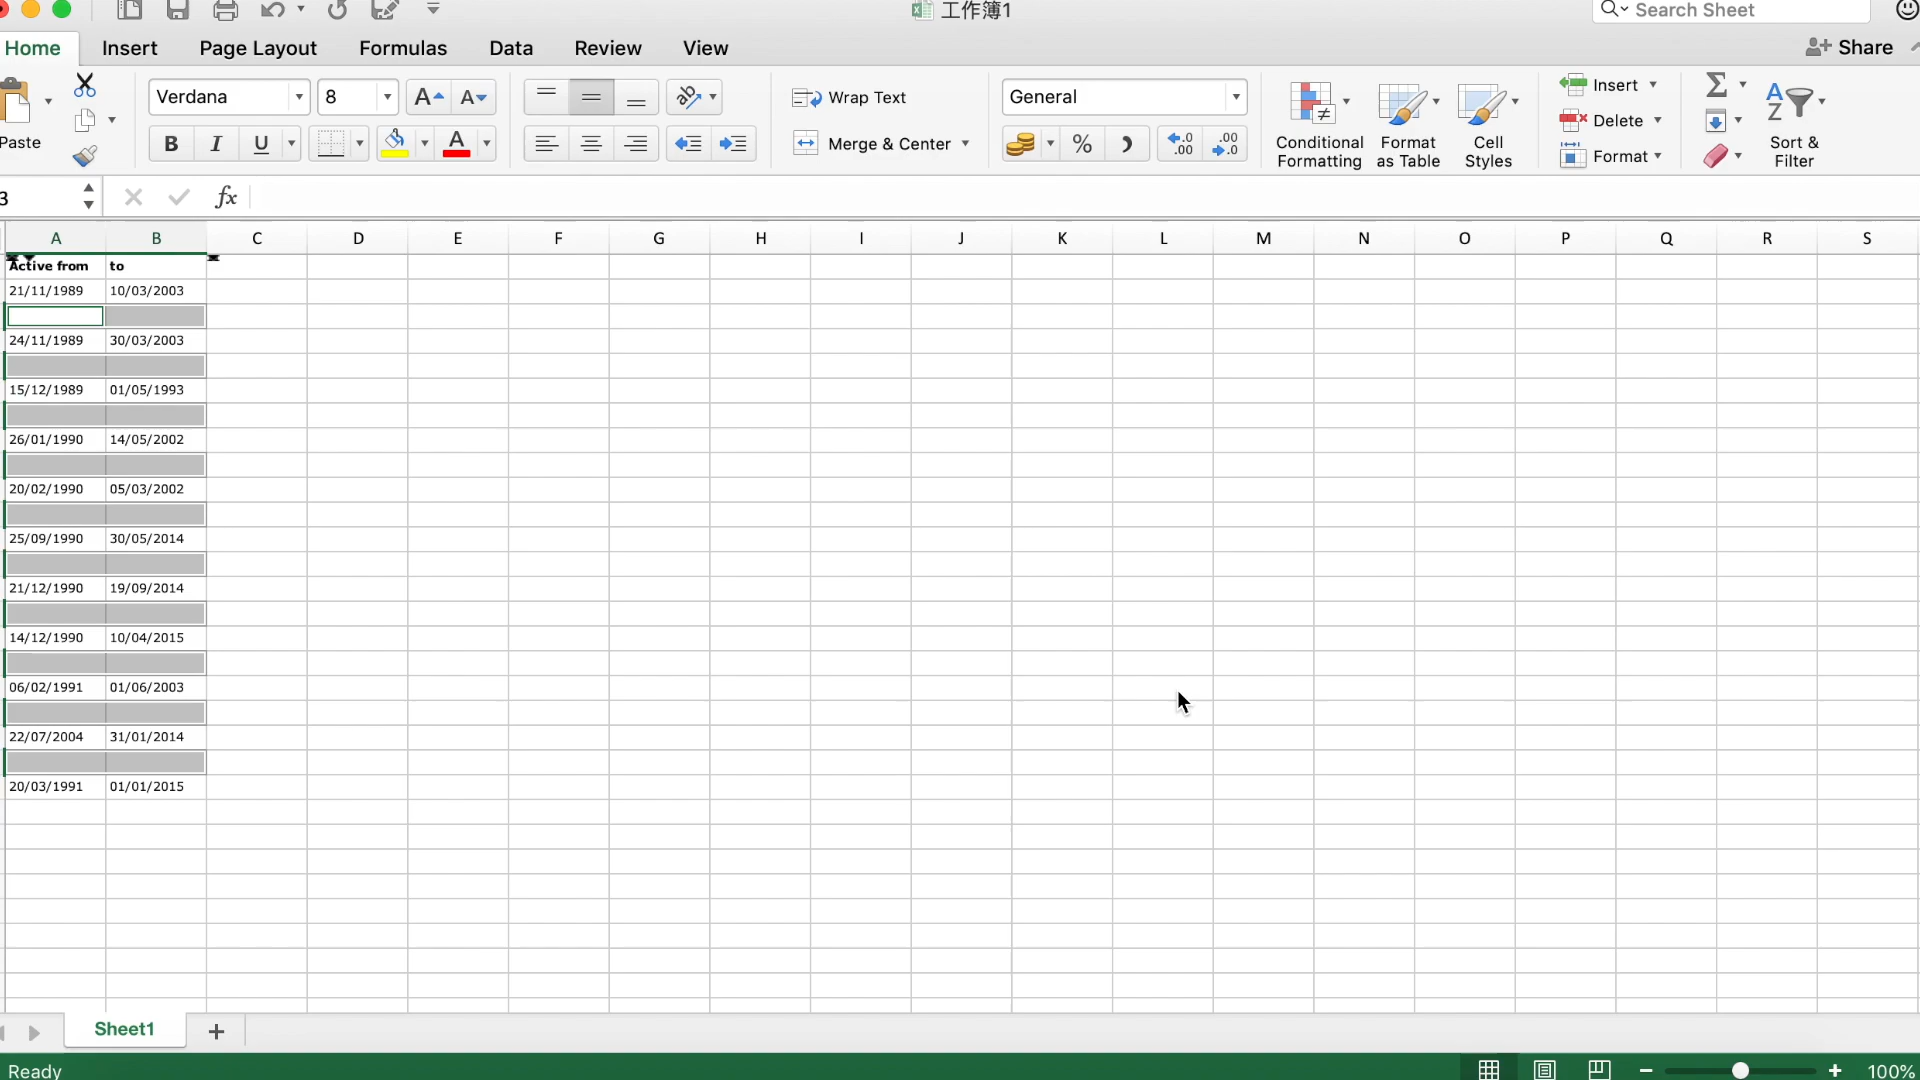 工作簿1
Search Sheet
Home Insert Page Layout Formulas Data Review View Share
Paste
Verdana 8
Wrap Text
General
Insert
Delete
Format
B I U A
Merge & Center
%
Conditional Formatting
Format as Table
Cell Styles
Sort & Filter
3 fx
A B C D E F G H I J K L M N O P Q R S
Active from to
21/11/1989 10/03/2003
24/11/1989 30/03/2003
15/12/1989 01/05/1993
26/01/1990 14/05/2002
20/02/1990 05/03/2002
25/09/1990 30/05/2014
21/12/1990 19/09/2014
14/12/1990 10/04/2015
06/02/1991 01/06/2003
22/07/2004 31/01/2014
20/03/1991 01/01/2015
Sheet1 +
Ready 100%